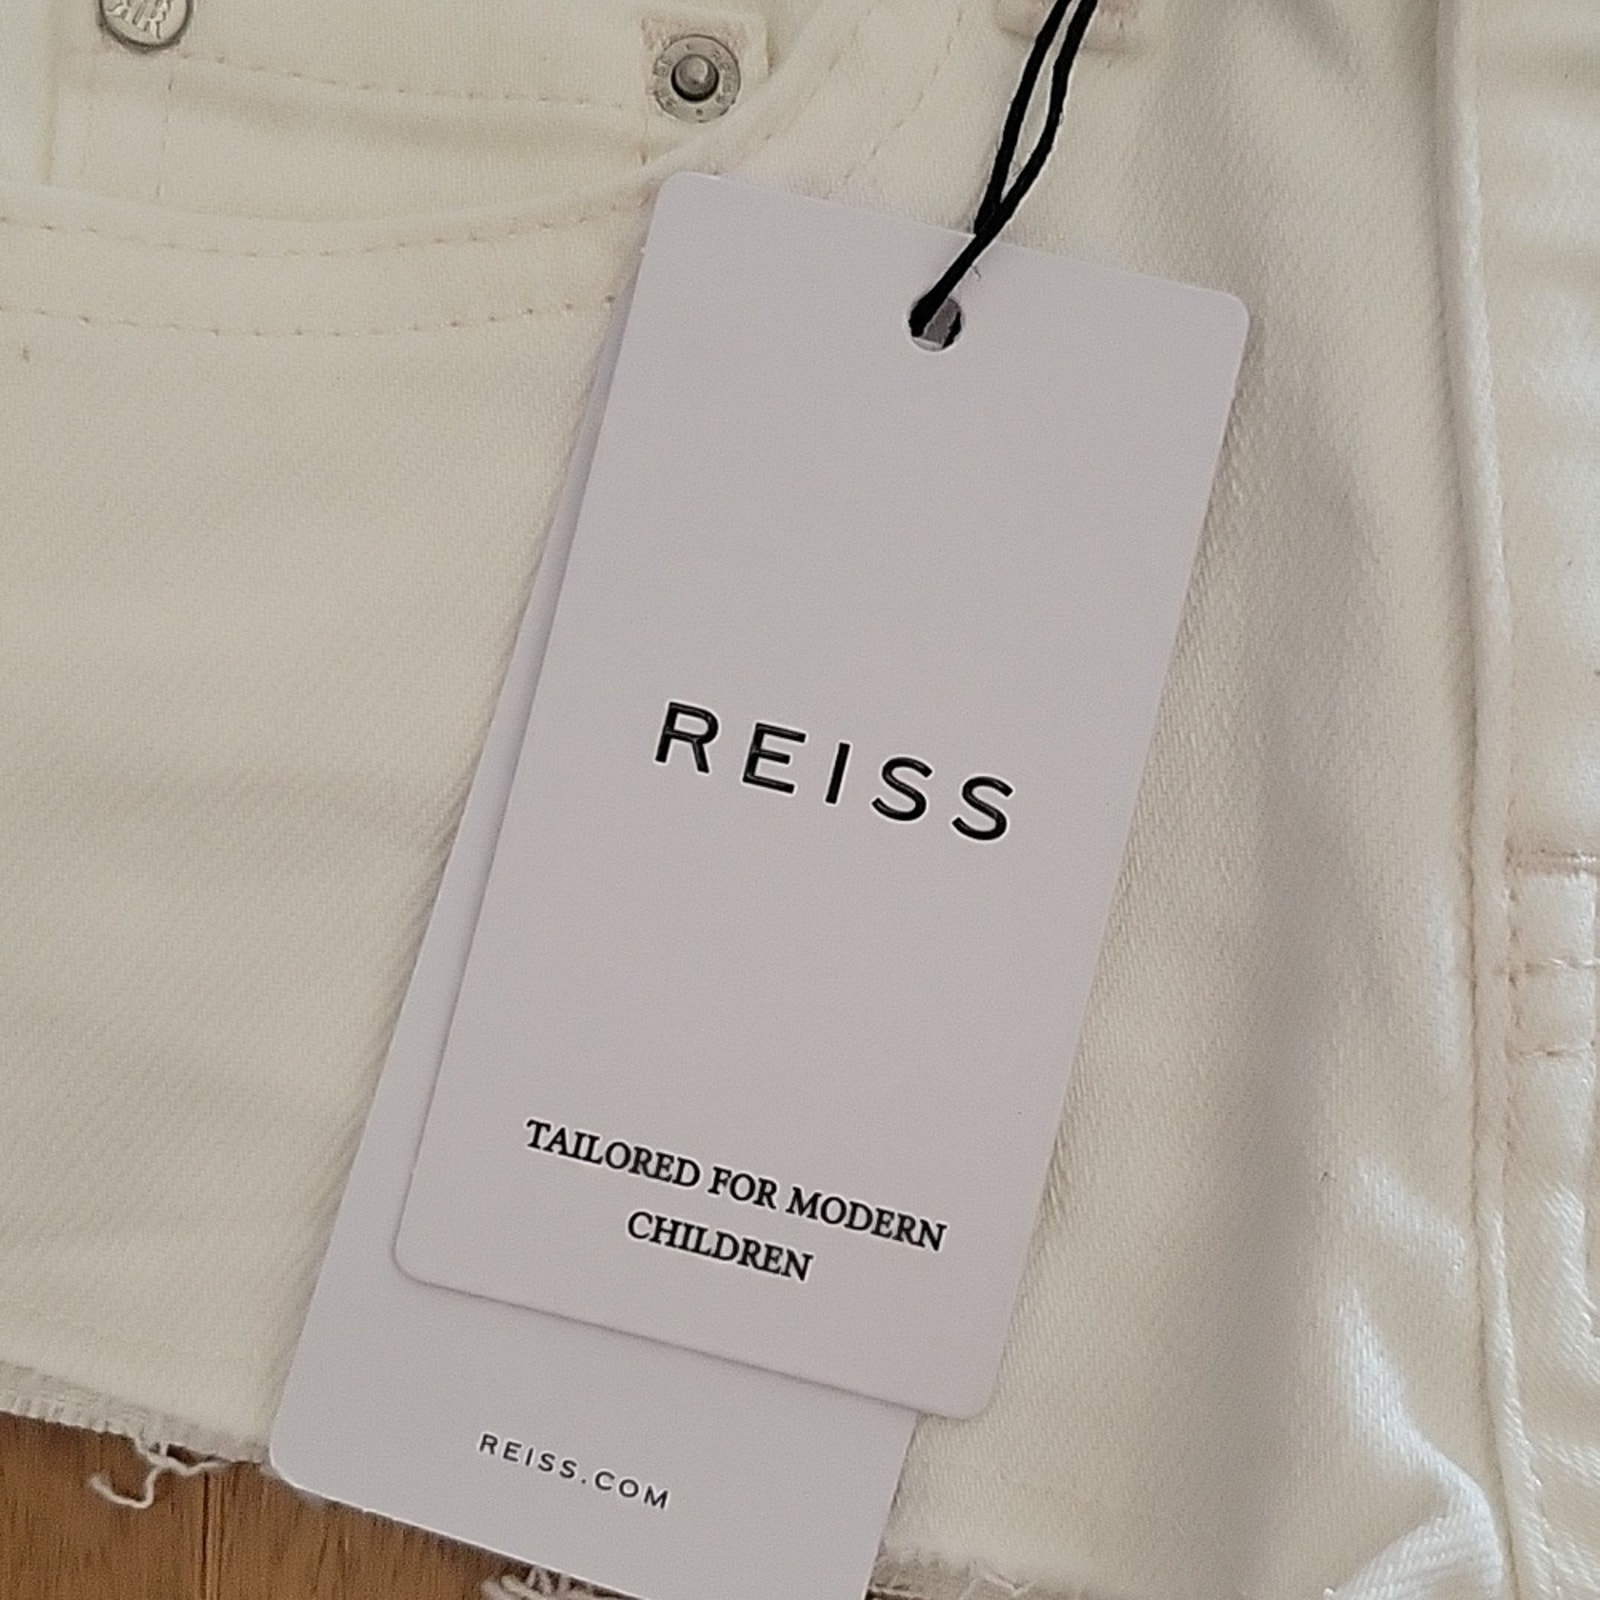 REISS
TAILORED FOR MODERN
CHILDREN
REISS.COM